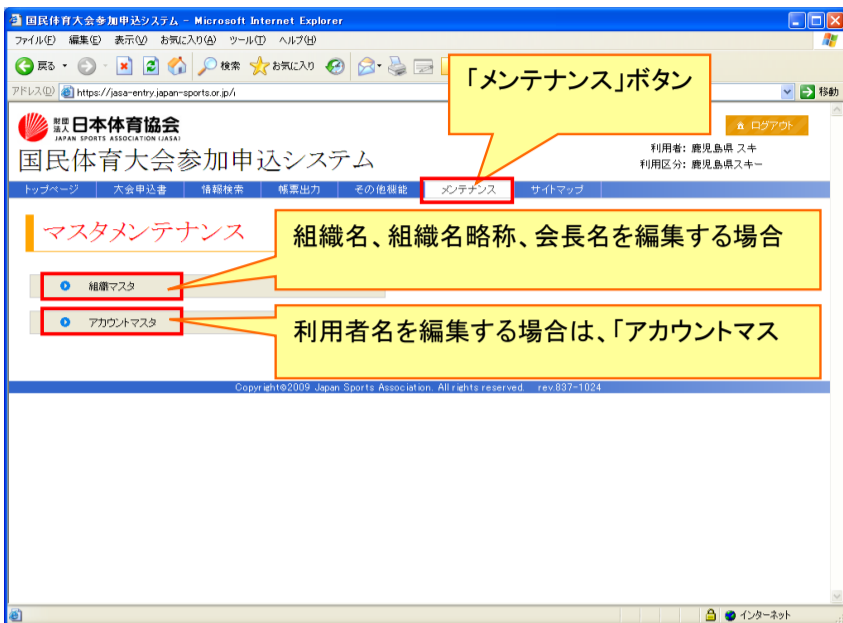 国民体育大会参加申込システム - Microsoft Internet Explorer
ファイル(F) 編集(E) 表示(V) お気に入り(A) ツール(T) ヘルプ(H)
戻る 検索 お気に入り
アドレス(D) https://jasa-entry.japan-sports.or.jp/i 移動
「メンテナンス」ボタン
財団法人 日本体育協会
JAPAN SPORTS ASSOCIATION (JASA)
ログアウト
国民体育大会参加申込システム
利用者: 鹿児島県 スキ
利用区分: 鹿児島県スキー
トップページ 大会申込書 情報検索 帳票出力 その他機能 メンテナンス サイトマップ
マスタメンテナンス
組織名、組織名略称、会長名を編集する場合
組織マスタ
アカウントマスタ
利用者名を編集する場合は、「アカウントマス
Copyright©2009 Japan Sports Association. All rights reserved. rev.837-1024
インターネット